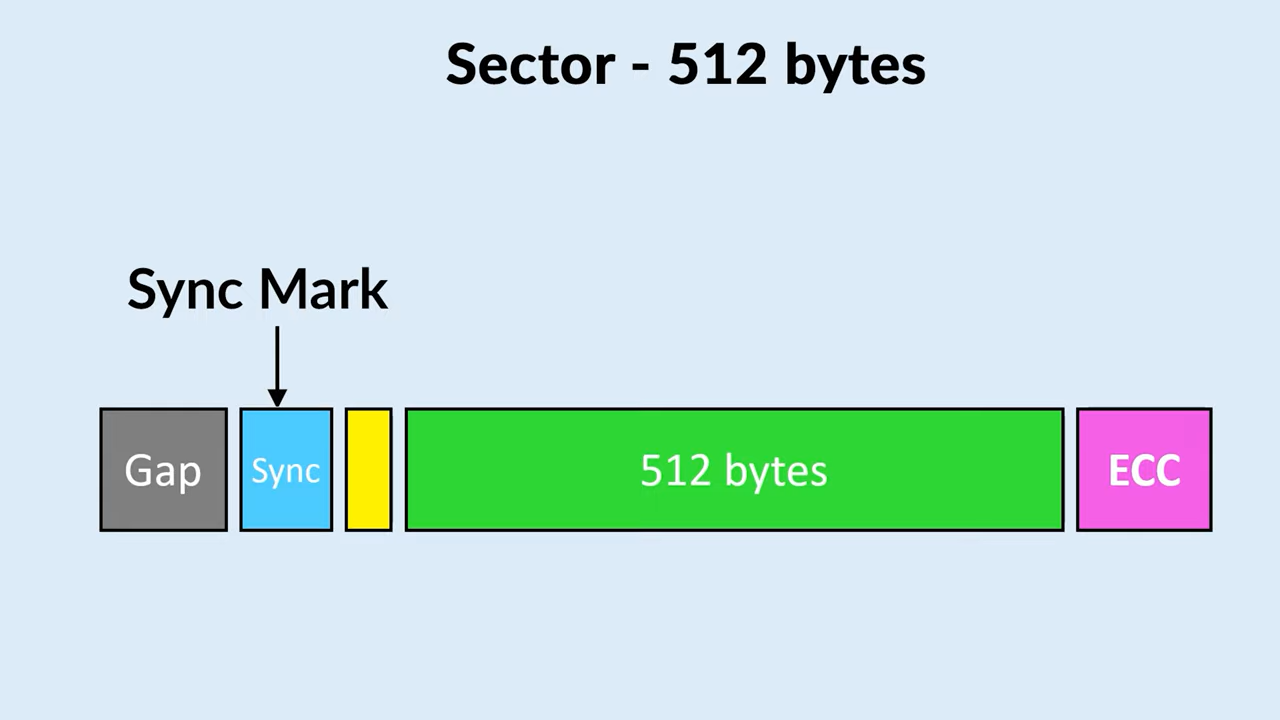 Sector - 512 bytes
Sync Mark
Gap
Sync
512 bytes
ECC